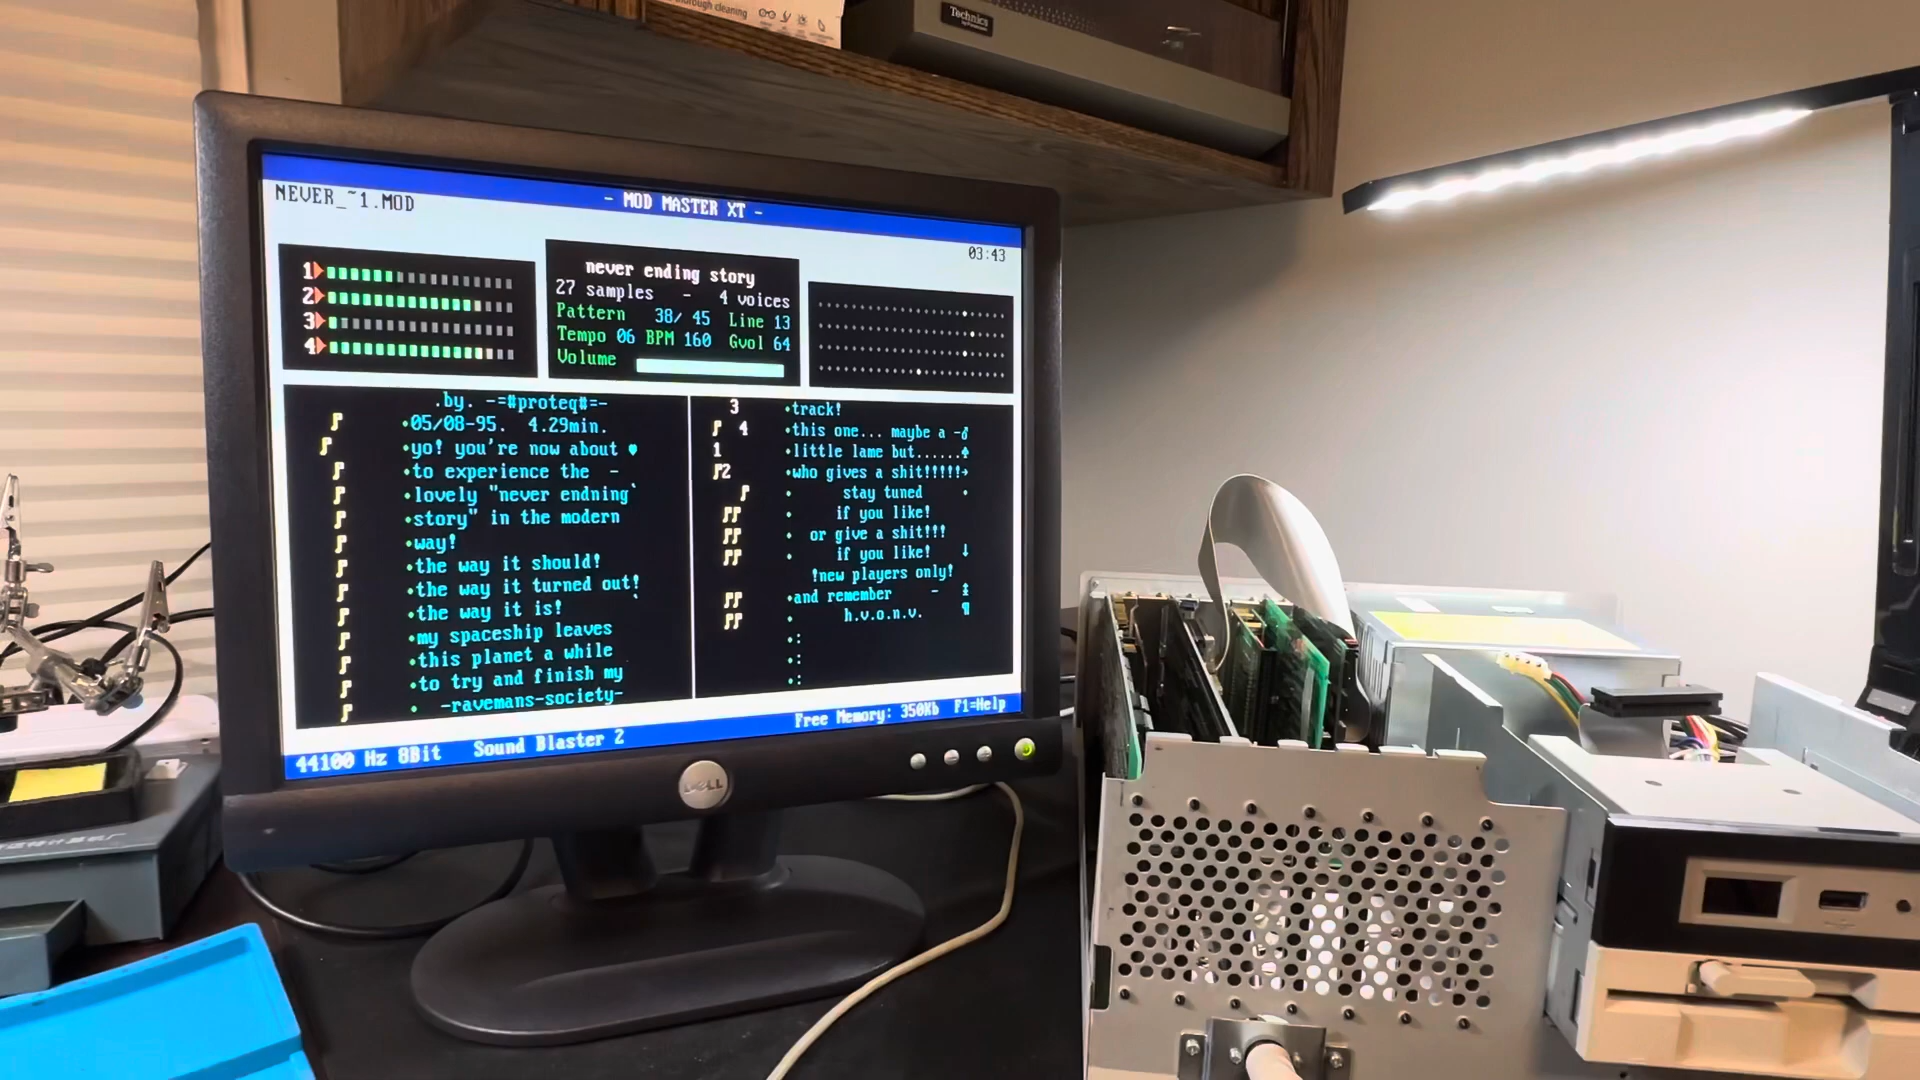 thorough cleaning
Technics
NEVER_~1.MOD
- MOD MASTER XT -
03:43
1
2
3
4
never ending story
27 samples - 4 voices
Pattern 38/ 45 Line 13
Tempo 06 BPM 160 Gvol 64
Volume
.by. -=#proteq#=-
05/08-95. 4.29min.
yo! you're now about ♥
to experience the -
lovely "never endning`
story" in the modern
way!
the way it should!
the way it turned out!
the way it is! `
my spaceship leaves
this planet a while
to try and finish my
-ravemans-society-
3 track!
4 this one... maybe a -♂
1 little lame but......
2 who gives a shit!!!!!→
stay tuned
if you like!
or give a shit!!!
if you like! ↓
!new players only!
and remember -
h.v.o.n.v. ¶
:
:
:
44100 Hz 8Bit Sound Blaster 2
Free Memory: 350Kb F1=Help
DELL